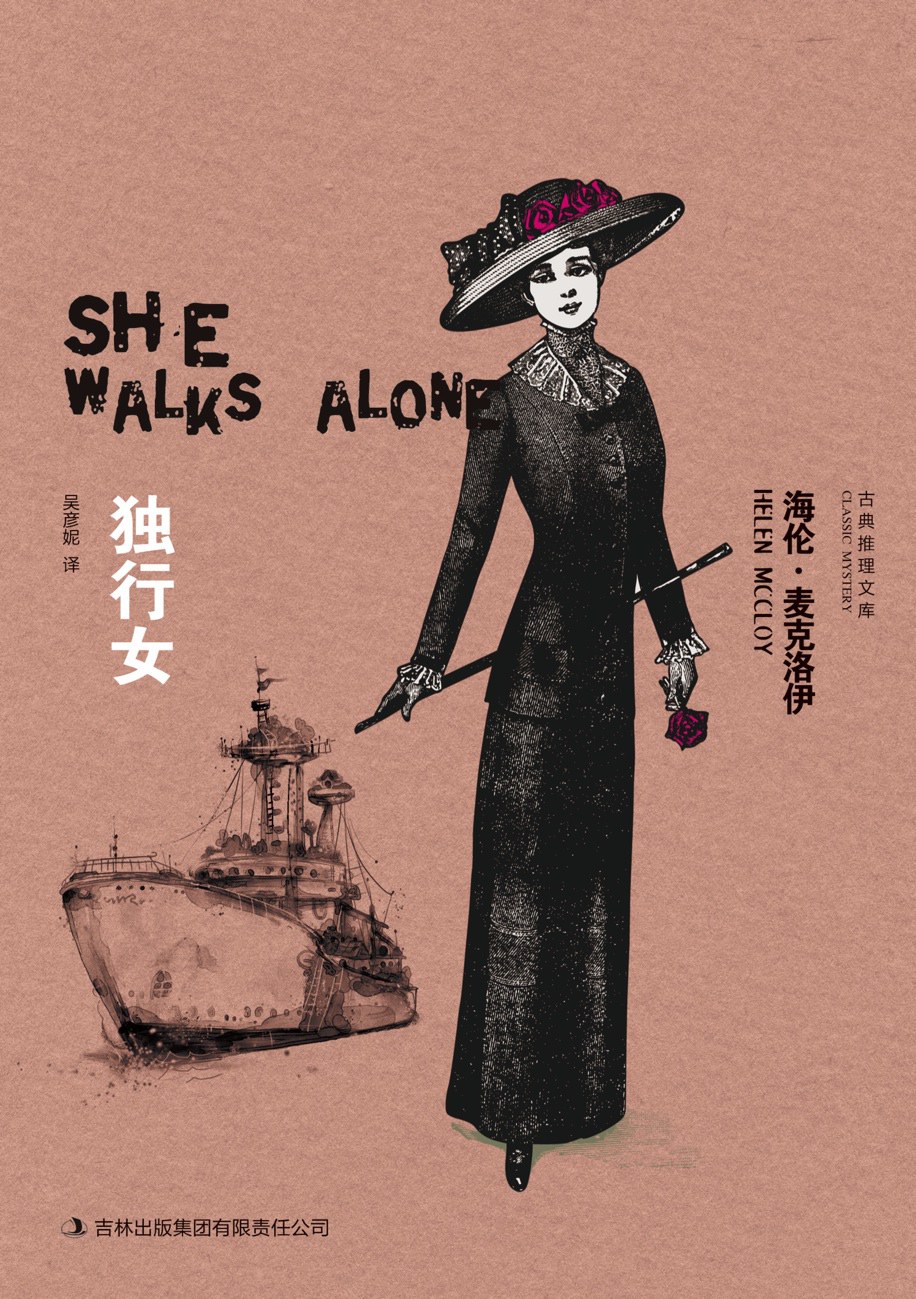 SHE
WALKS ALONE
独行女
吴彦妮 译
海伦·麦克洛伊
HELEN MCCLOY
古典推理文库
CLASSIC MYSTERY
吉林出版集团有限责任公司